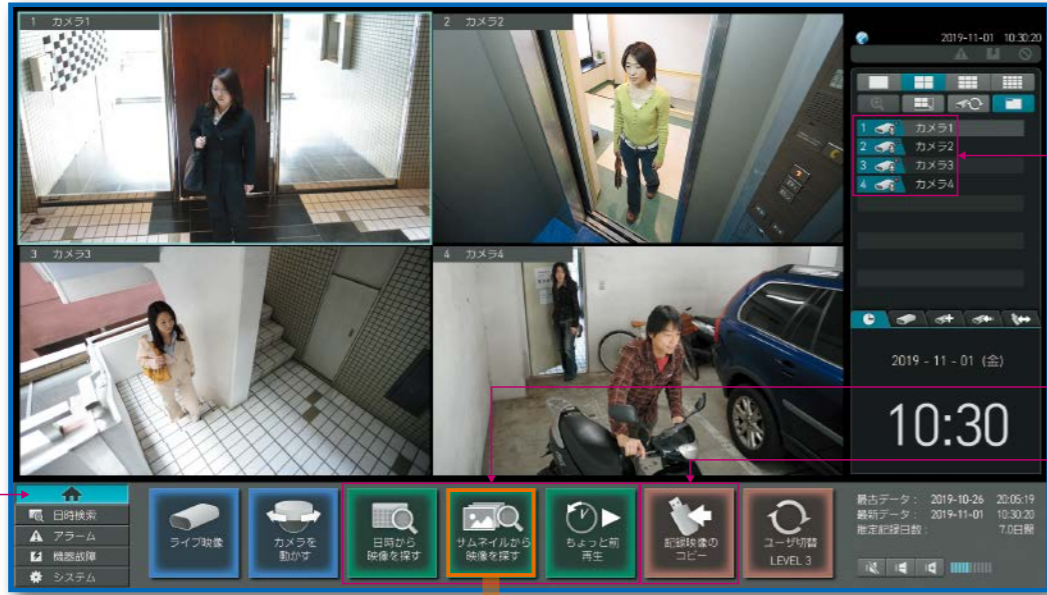 1 カメラ1
2 カメラ2
3 カメラ3
4 カメラ4
2019-11-01 10:30:20
1 カメラ1
2 カメラ2
3 カメラ3
4 カメラ4
2019 - 11 - 01 (金)
10:30
日時検索
アラーム
機器故障
システム
ライブ映像
カメラを
動かす
日時から
映像を探す
サムネイルから
映像を探す
ちょっと前
再生
記録映像の
コピー
ユーザ切替
LEVEL 3
最古データ： 2019-10-26 20:05:19
最新データ： 2019-11-01 10:30:20
推定記録日数： 7.0日間